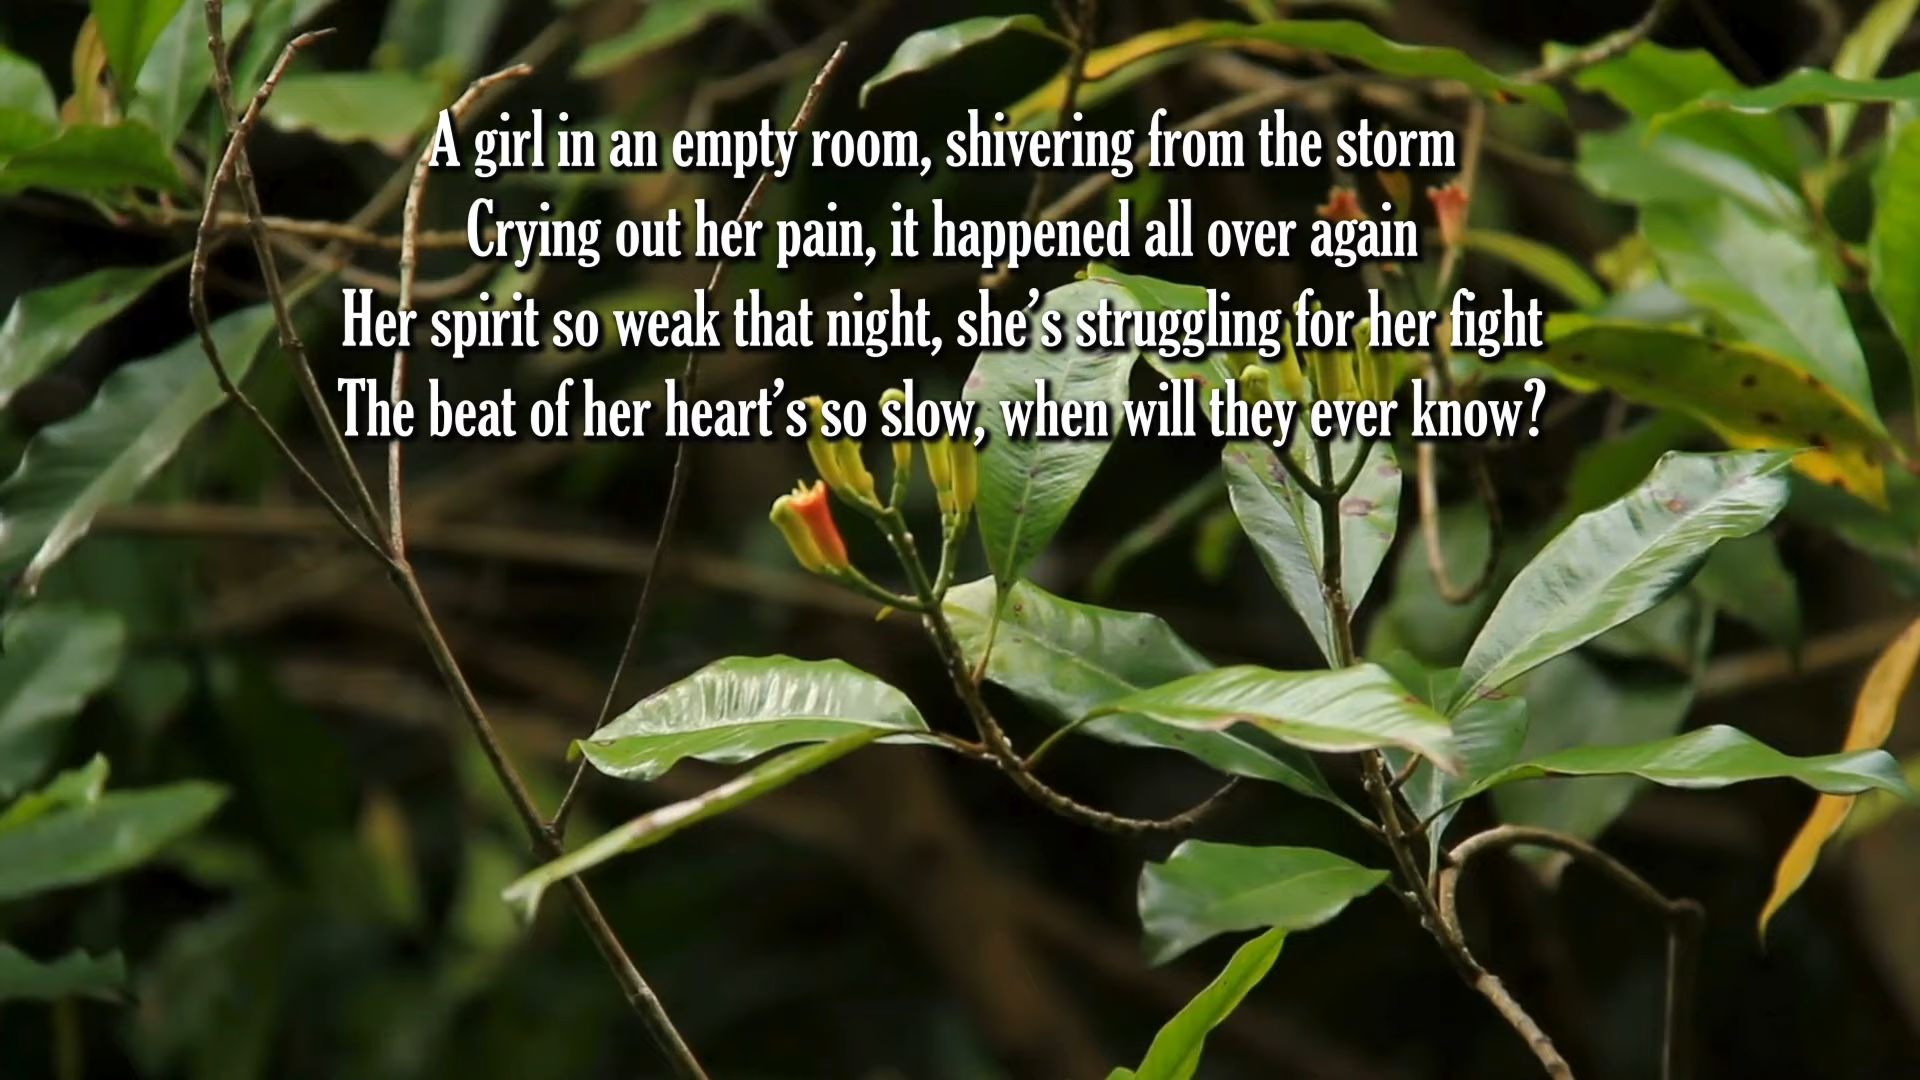 A girl in an empty room, shivering from the storm
Crying out her pain, it happened all over again
Her spirit so weak that night, she’s struggling for her fight
The beat of her heart’s so slow, when will they ever know?